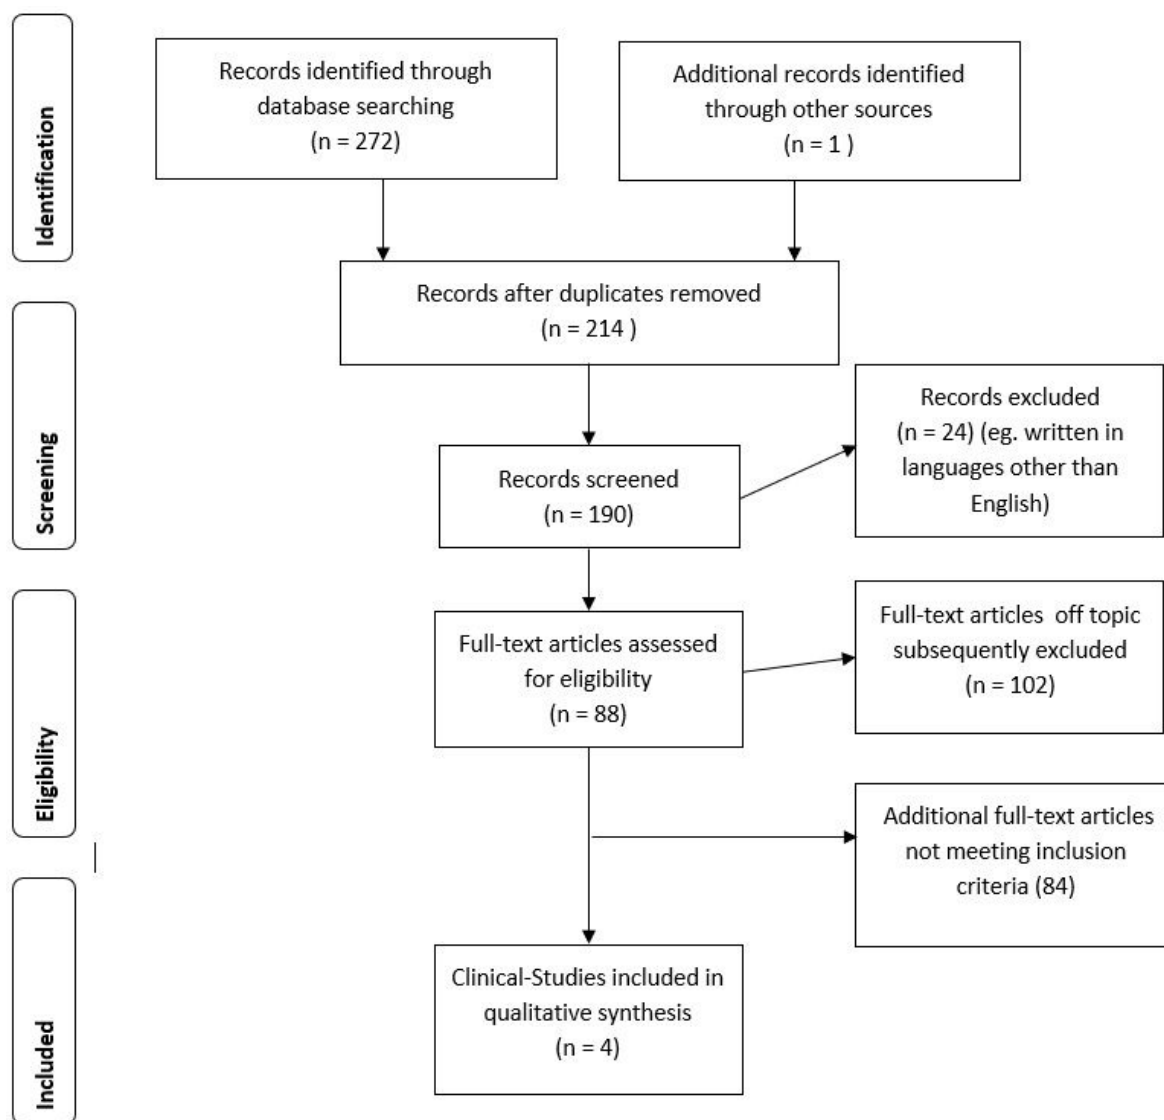 Identification
Records identified through
database searching
(n = 272)
Additional records identified
through other sources
(n = 1 )
Records after duplicates removed
(n = 214 )
Screening
Records excluded
(n = 24) (eg. written in
languages other than
English)
Records screened
(n = 190)
Eligibility
Full-text articles assessed
for eligibility
(n = 88)
Full-text articles  off topic
subsequently excluded
(n = 102)
Additional full-text articles
not meeting inclusion
criteria (84)
Included
Clinical-Studies included in
qualitative synthesis
(n = 4)